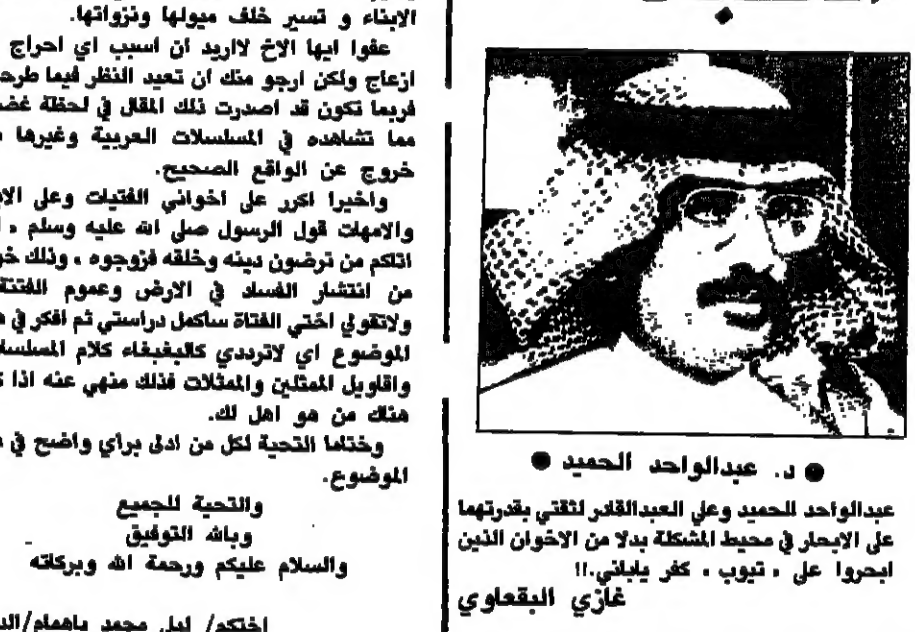 الابناء و تسير خلف ميولها ونزواتها.
عفوا ايها الاخ لااريد ان اسبب اي احراج
ازعاج ولكن ارجو منك ان تعيد النظر فيما طرحـ
فربما تكون قد اصدرت ذلك المقال في لحظة غضـ
مما تشاهده في المسلسلات العربية وغيرها
خروج عن الواقع الصحيح.
واخيرا اكرر على اخواني الفتيات وعلى الا
والامهات قول الرسول صلى الله عليه وسلم ،
اتاكم من ترضون دينه وخلقه فزوجوه ، وذلك خو
من انتشار الفساد في الارض وعموم الفتنة
ولاتقولي اختي الفتاة ساكمل دراستي ثم افكر في
الموضوع اي لاترددي كالببغاء كلام المسلسلا
واقاويل الممثلين والممثلات فذلك منهي عنه اذا
هناك من هو اهل لك.
وختاما التحية لكل من ادلى براي واضح في
الموضوع.
والتحية للجميع
وبالله التوفيق
والسلام عليكم ورحمة الله وبركاته
اختكم/ ليلى محمد باهمام/الد
● د. عبدالواحد الحميد ●
عبدالواحد الحميد وعلي العبدالقادر لثقتي بقدرتهما
على الابحار في محيط المشكلة بدلا من الاخوان الذين
ابحروا على ، تيوب ، كفر ياباني.!!
غازي البقعاوي